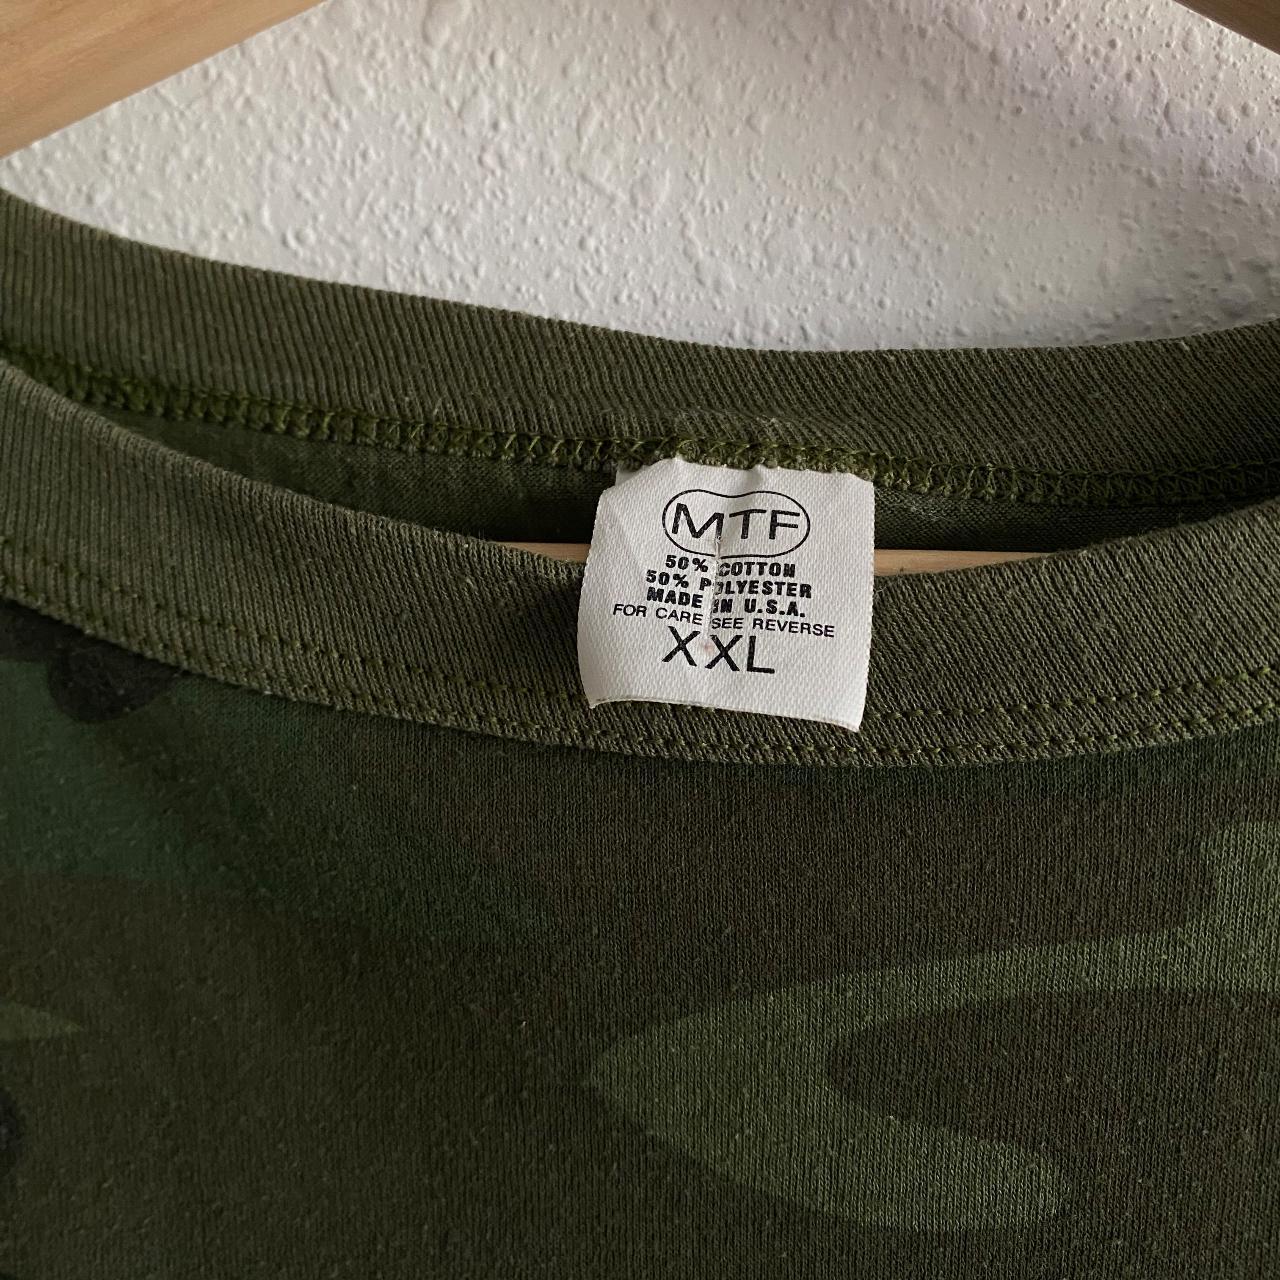 MTF
50% COTTON
50% POLYESTER
MADE IN U.S.A.
FOR CARE SEE REVERSE
XXL